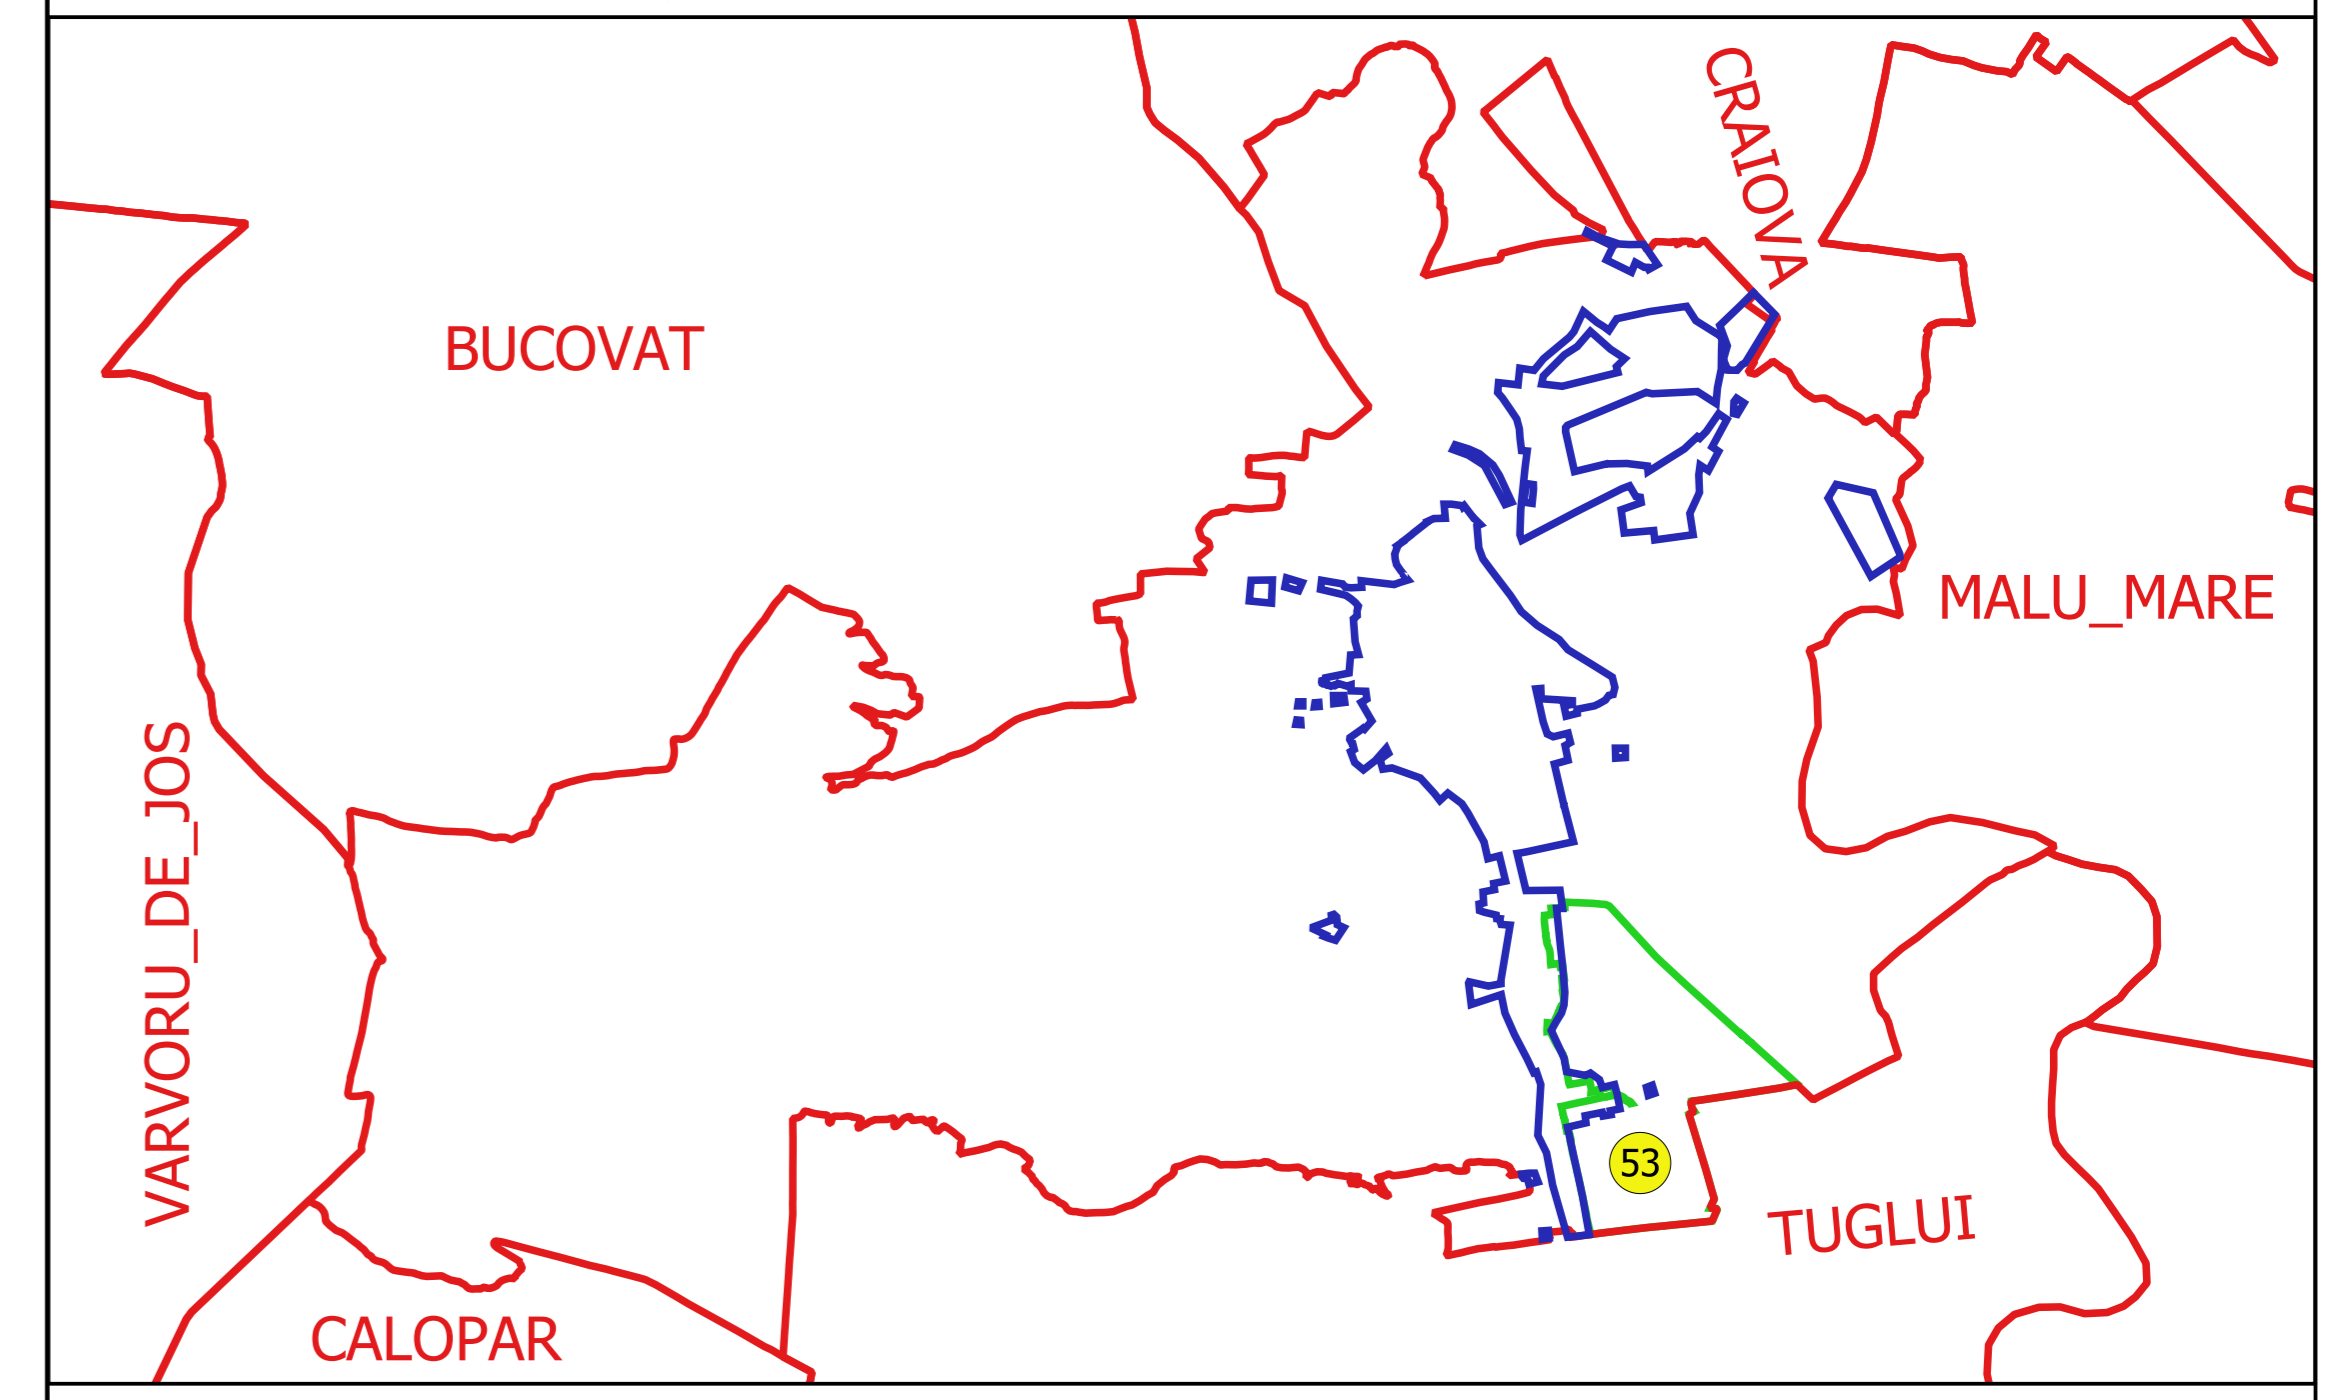 CRAIOVA
BUCOVAT
MALU_MARE
VARVORU_DE_JOS
53
TUGLUI
CALOPAR